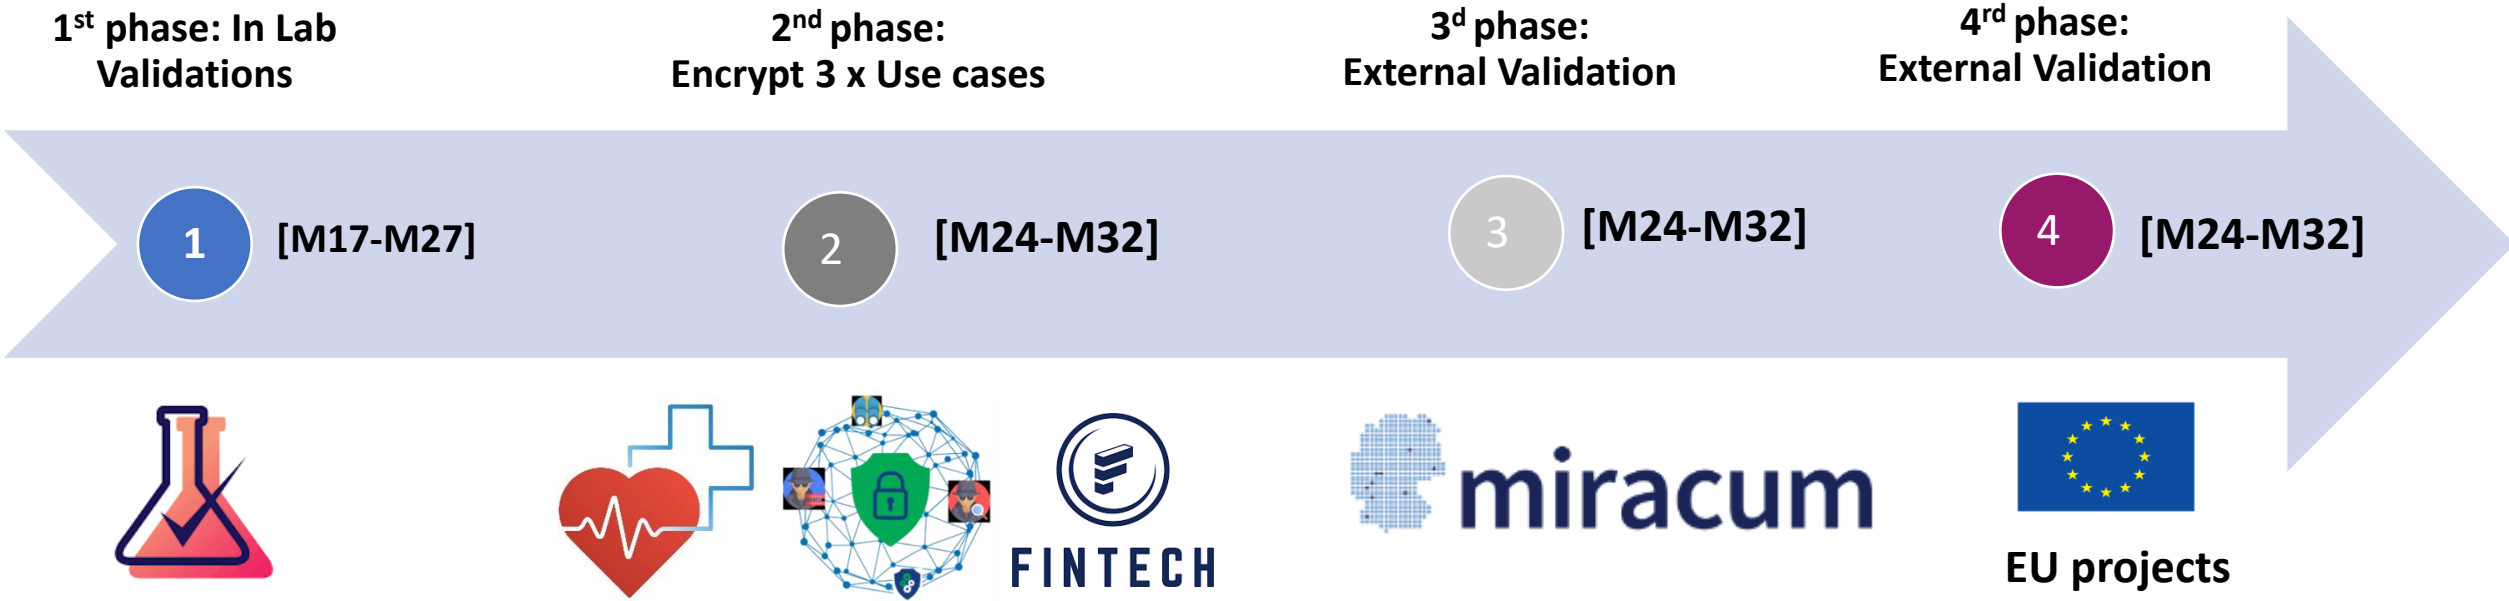 1st phase: In Lab
Validations
2nd phase:
Encrypt 3 x Use cases
3d phase:
External Validation
4rd phase:
External Validation
1
[M17-M27]
2
[M24-M32]
3
[M24-M32]
4
[M24-M32]
FINTECH
miracum
EU projects